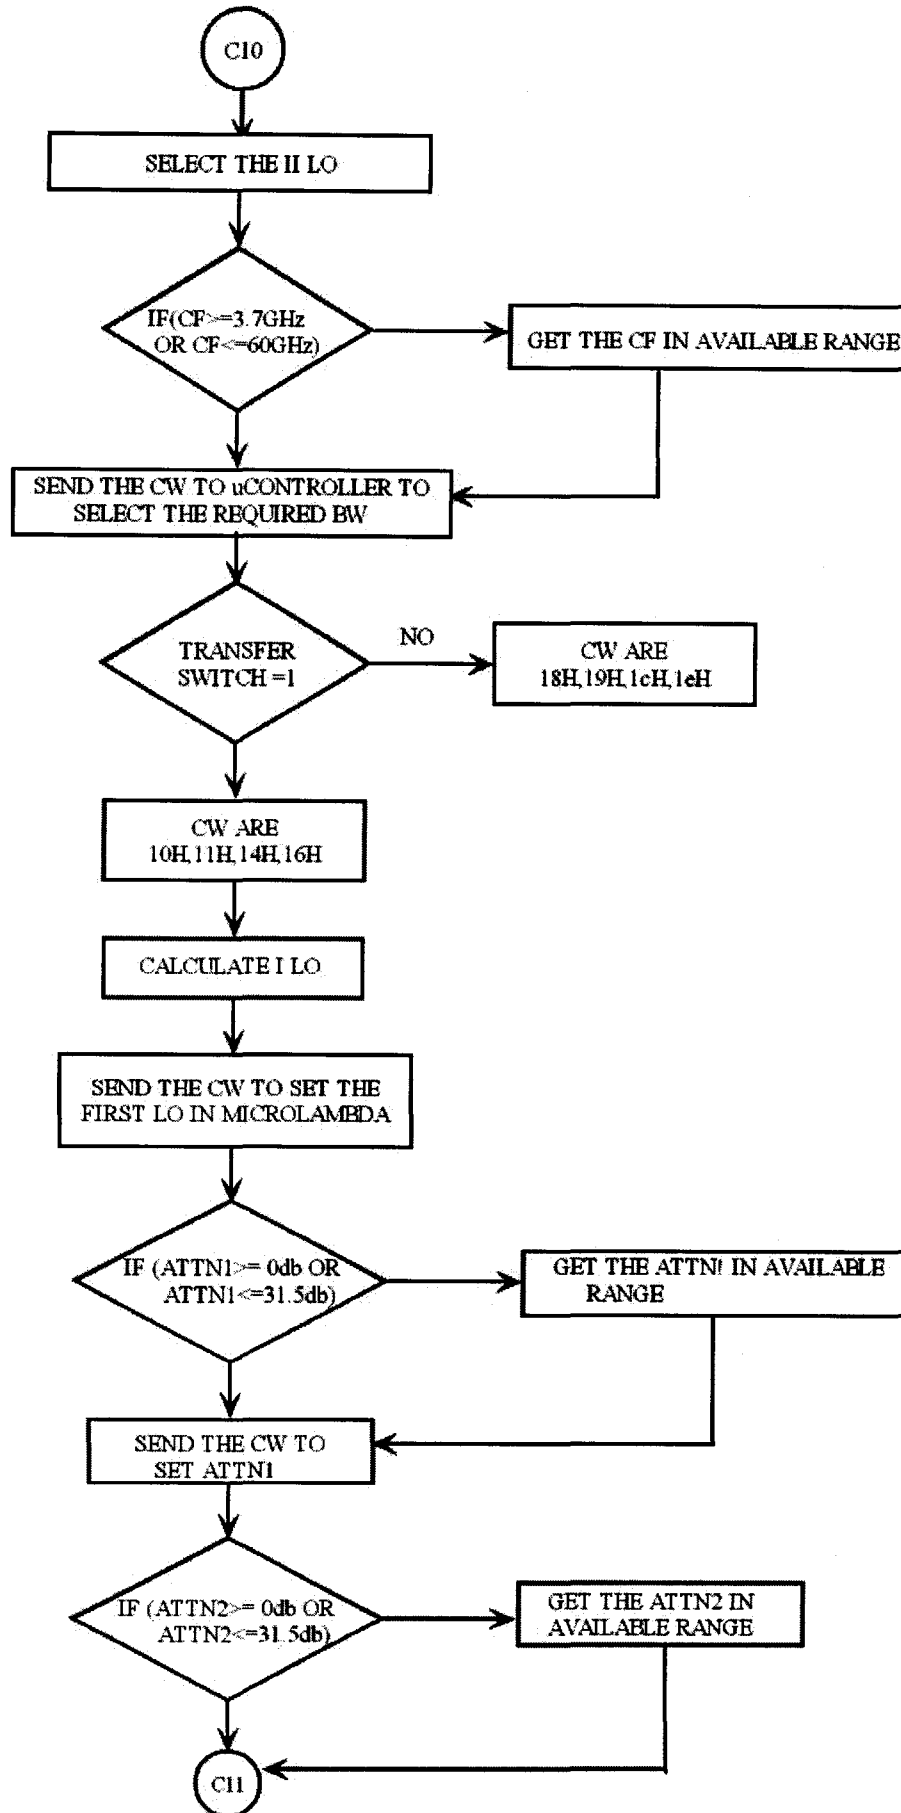 C10
SELECT THE II LO
IF(CF>=3.7GHz
OR CF<=60GHz)
GET THE CF IN AVAILABLE RANGE
SEND THE CW TO uCONTROLLER TO
SELECT THE REQUIRED BW
TRANSFER
SWITCH =1
NO
CW ARE
18H,19H,1cH,1eH
CW ARE
10H,11H,14H,16H
CALCULATE I LO
SEND THE CW TO SET THE
FIRST LO IN MICROLAMBDA
IF (ATTN1>= 0db OR
ATTN1<=31.5db)
GET THE ATTN! IN AVAILABLE
RANGE
SEND THE CW TO
SET ATTN1
IF (ATTN2>= 0db OR
ATTN2<=31.5db)
GET THE ATTN2 IN
AVAILABLE RANGE
C11